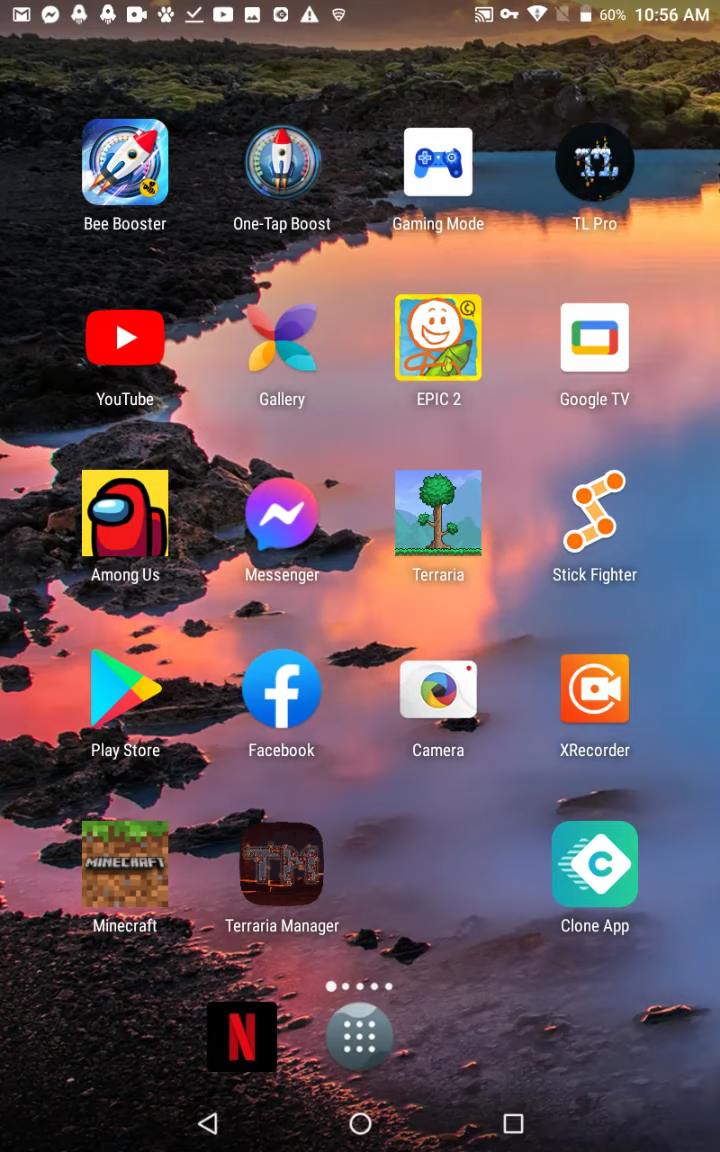 60% 10:56 AM
Bee Booster One-Tap Boost Gaming Mode TL Pro
YouTube Gallery EPIC 2 Google TV
Among Us Messenger Terraria Stick Fighter
Play Store Facebook Camera XRecorder
MINECRAFT TM C
Minecraft Terraria Manager Clone App
N